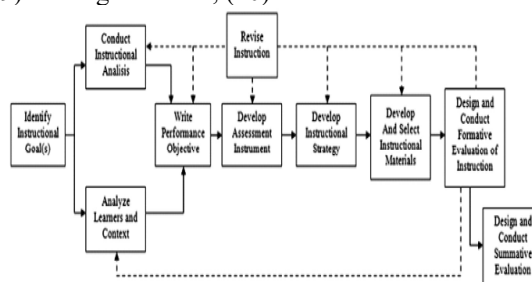 Conduct
Instructional
Analisis
Revise
Instruction
Identify
Instructional
Goal(s)
Write
Performance
Objective
Develop
Assessment
Instrument
Develop
Instructional
Strategy
Develop
And Select
Instructional
Materials
Design and
Conduct
Formative
Evaluation of
Instruction
Analyze
Learners and
Context
Design and
Conduct
Summative
Evaluation